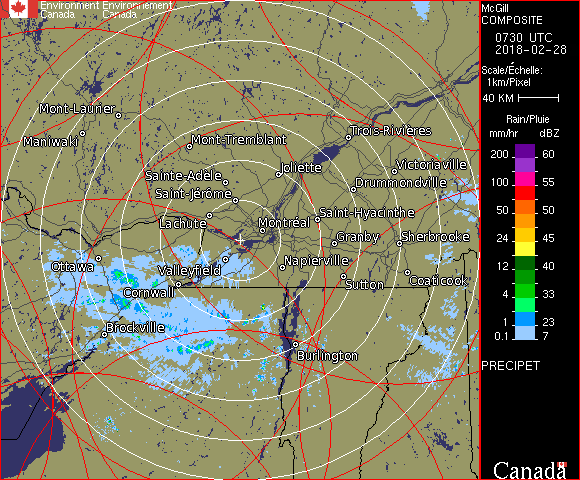 Environment Environnement
Canada Canada
McGill
COMPOSITE
0730 UTC
2018-02-28
Scale/Échelle:
1km/Pixel
40 KM
Rain/Pluie
mm/hr dBZ
200 60
100 55
50 50
24 45
12 40
4 33
1 23
0.1 7
PRECIPET
Canada
Mont-Laurier
Maniwaki
Mont-Tremblant
Trois-Rivières
Sainte-Adèle
Joliette
Victoriaville
Saint-Jérôme
Drummondville
Lachute
Montréal
Saint-Hyacinthe
Granby
Sherbrooke
Ottawa
Valleyfield
Napierville
Cornwall
Sutton
Coaticook
Brockville
Burlington